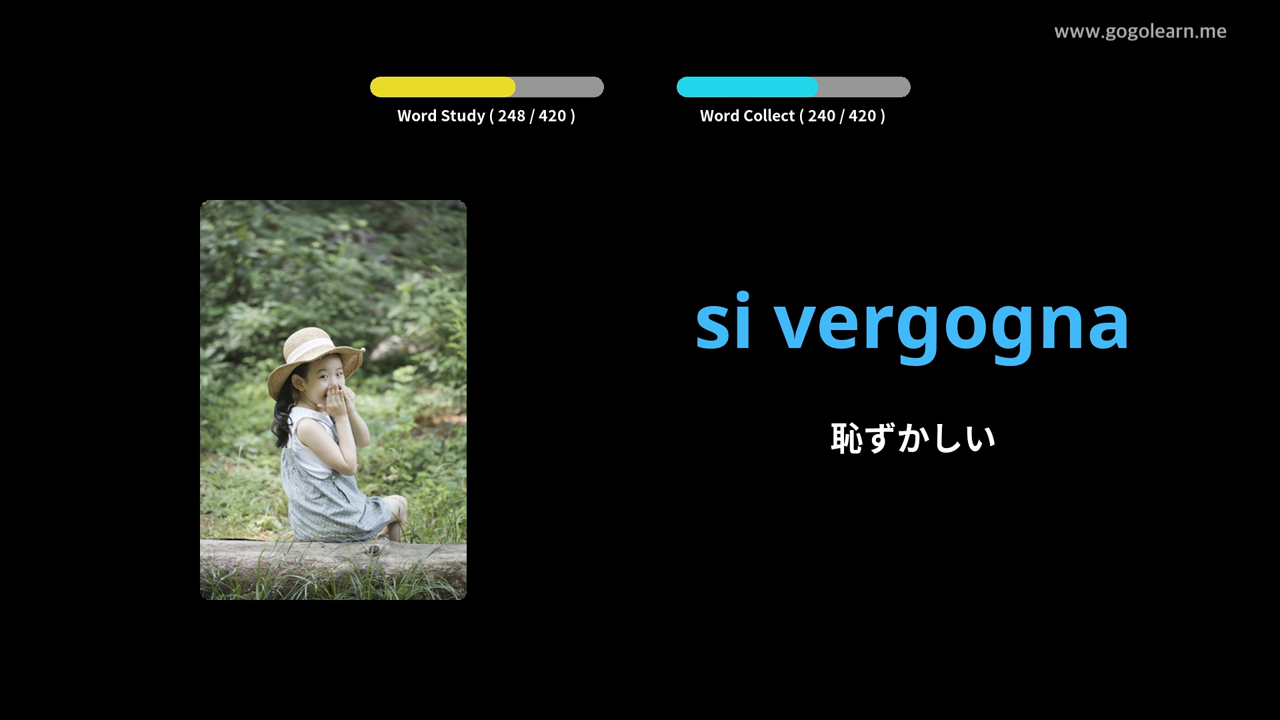 www.gogolearn.me
Word Study ( 248 / 420 )
Word Collect ( 240 / 420 )
si vergogna
恥ずかしい